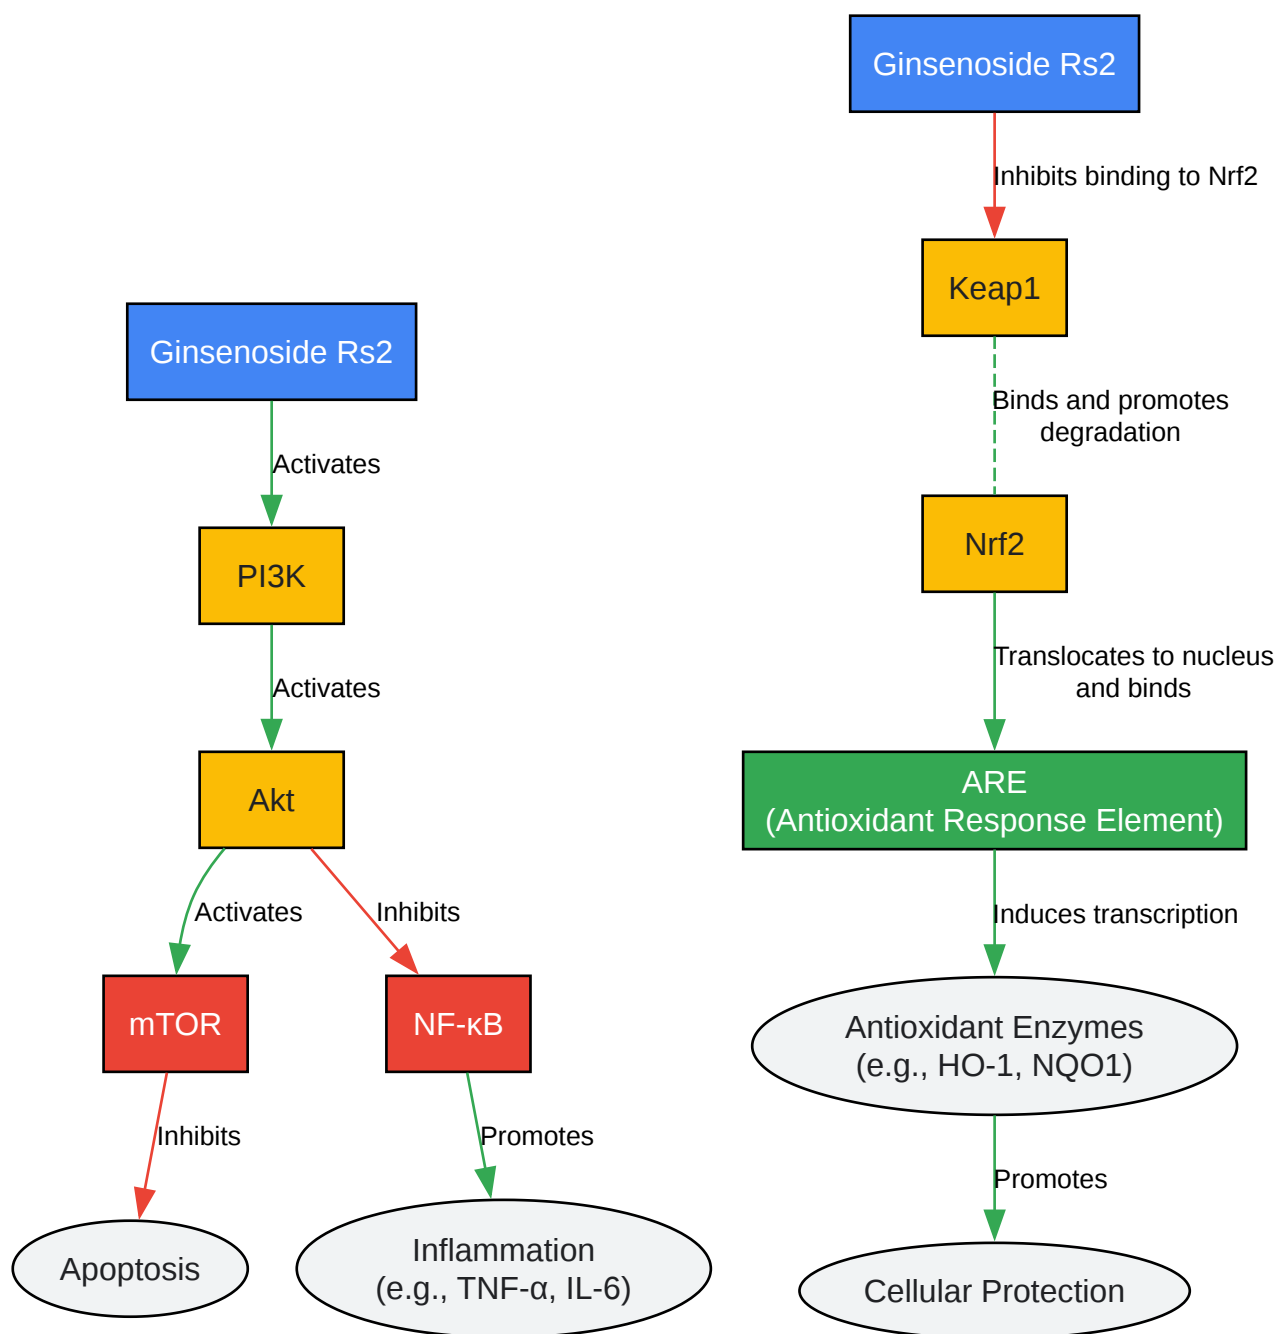 Ginsenoside Rs2
Activates
PI3K
Activates
Akt
Activates
Inhibits
mTOR
NF-κB
Inhibits
Promotes
Apoptosis
Inflammation
(e.g., TNF-α, IL-6)
Ginsenoside Rs2
Inhibits binding to Nrf2
Keap1
Binds and promotes
degradation
Nrf2
Translocates to nucleus
and binds
ARE
(Antioxidant Response Element)
Induces transcription
Antioxidant Enzymes
(e.g., HO-1, NQO1)
Promotes
Cellular Protection